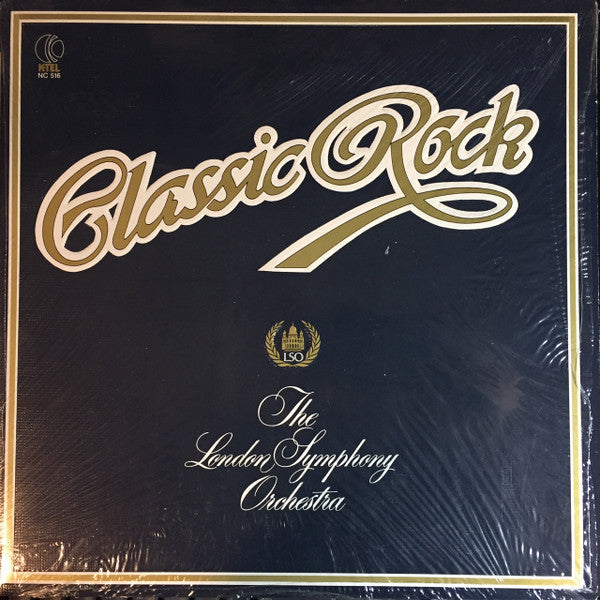 K-TEL
NC 516
Classic Rock
LSO
The
London Symphony
Orchestra